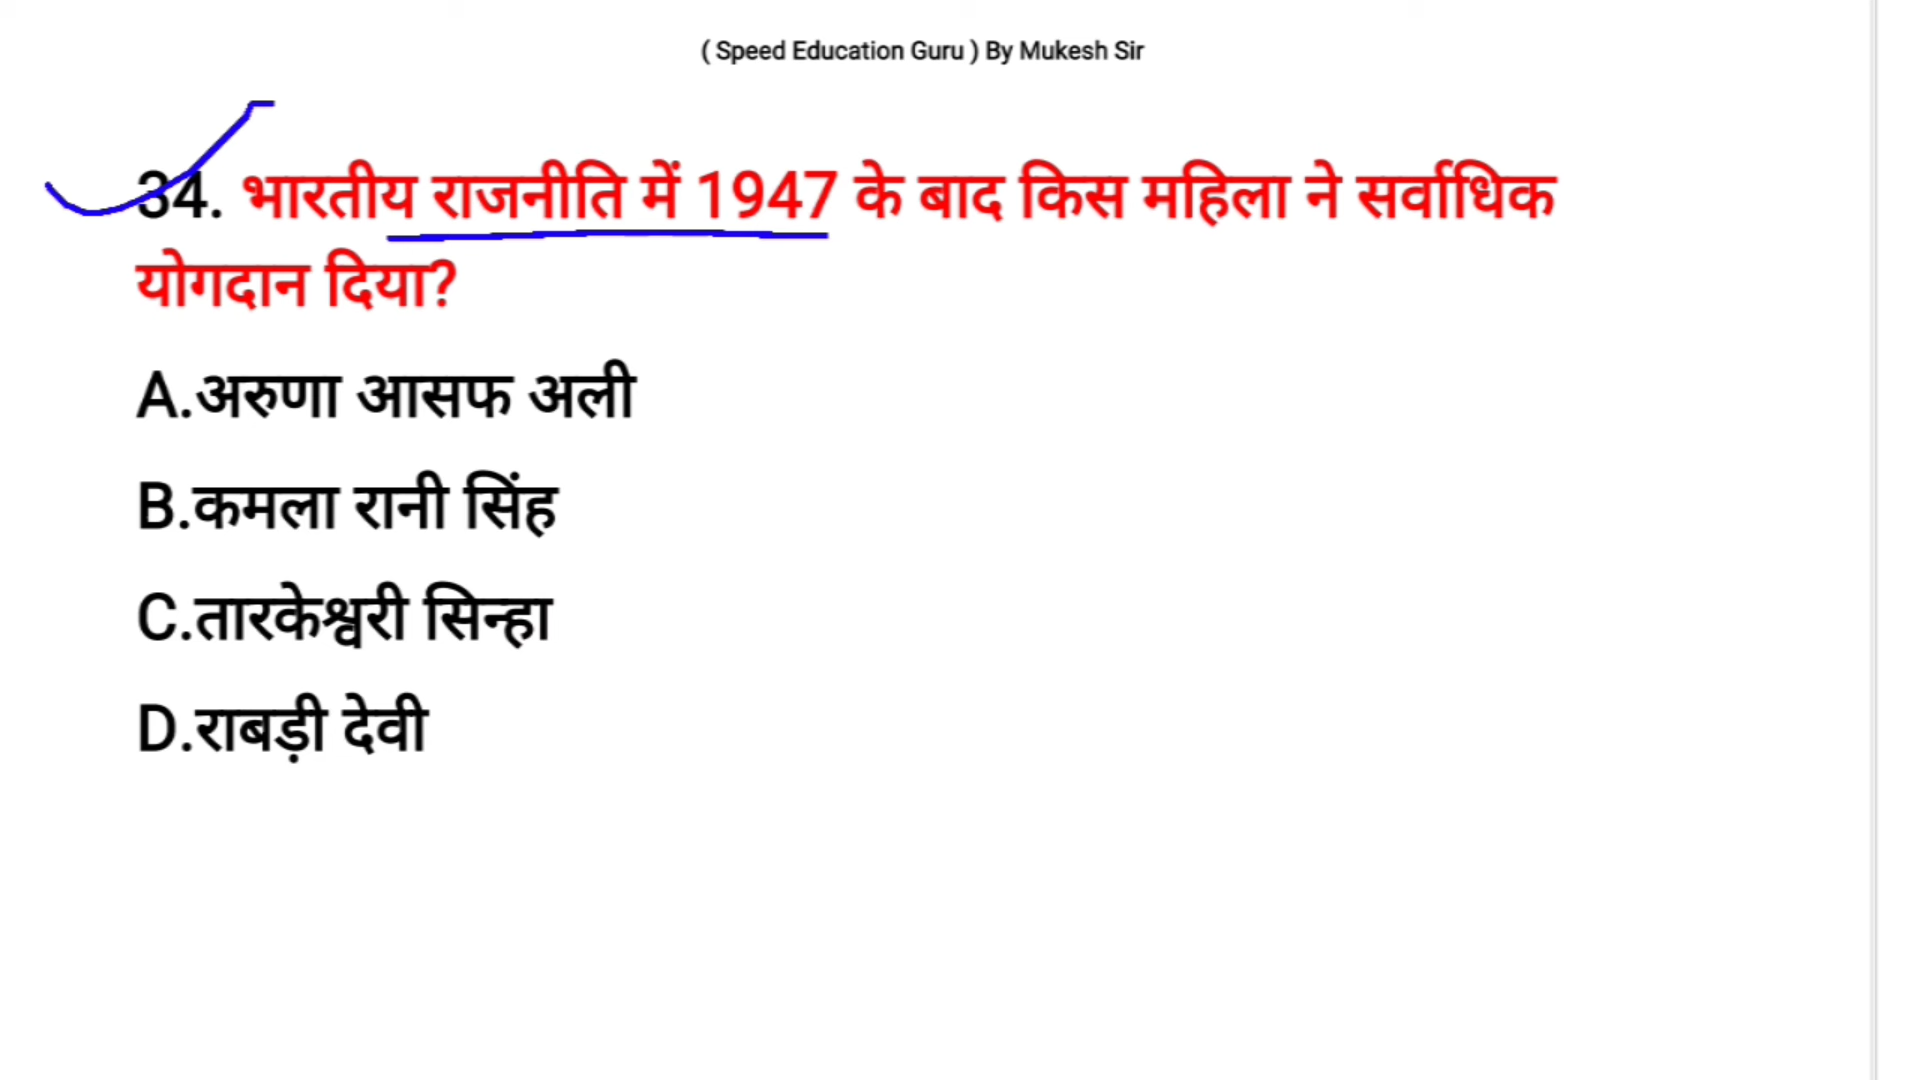 ( Speed Education Guru ) By Mukesh Sir
34. भारतीय राजनीति में 1947 के बाद किस महिला ने सर्वाधिक
योगदान दिया?
A.अरुणा आसफ अली
B.कमला रानी सिंह
C.तारकेश्वरी सिन्हा
D.राबड़ी देवी